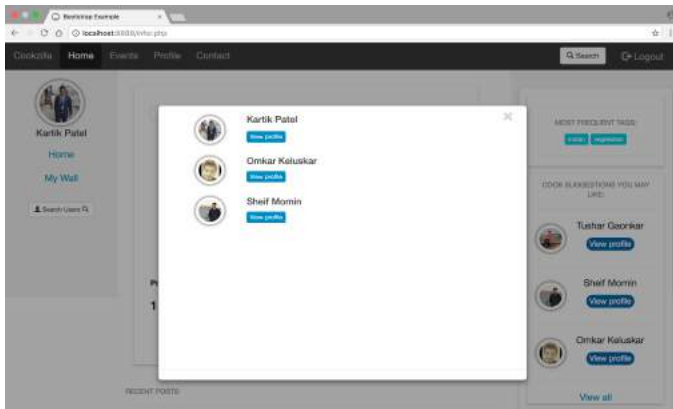 Bootstrap Example
localhost:8888/infor.php
Cookzilla Home Events Profile Contact Search Logout
Kartik Patel
Home
My Wall
Search Users
Kartik Patel
View profile
Omkar Keluskar
View profile
Sheif Momin
View profile
MOST FREQUENT TAGS:
COOK SUGGESTIONS YOU MAY
LIKE:
Tushar Gaonkar
View profile
Sheif Momin
View profile
Omkar Keluskar
View profile
View all
1
RECENT POSTS